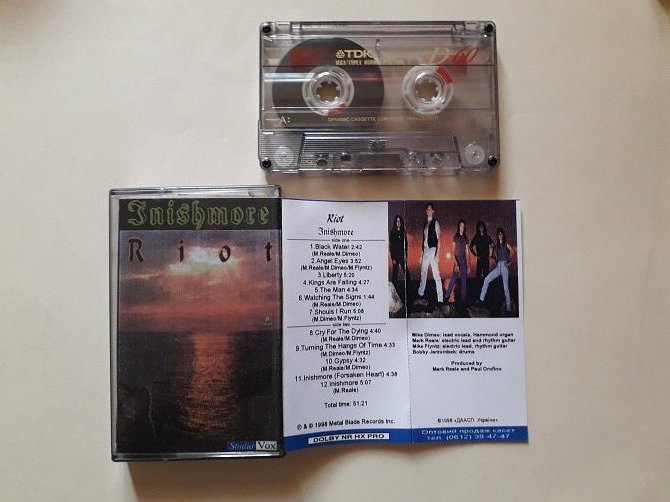 TDK
D 60
A:
Inishmore
Riot
Studio Vox
Riot
Inishmore
side one
1.Black Water 2:42
(M.Reale/M.Dimeo)
2.Angel Eyes 3:52
(M.Reale/M.Dimeo/M.Flyntz)
3.Liberty 5:20
4.Kings Are Falling 4:27
5.The Man 4:34
6.Watching The Signs 1:44
(M.Reale/M.Dimeo)
7.Shouls I Run 5:08
(M.Dimeo/M.Flyntz)
side two
8.Cry For The Dying 4:40
(M.Reale/M.Dimeo)
9.Turning The Hangs Of Time 4:33
(M.Dimeo/M.Flyntz)
10.Gypsy 4:32
(M.Reale/M.Dimeo)
11.Inishmore (Forsaken Heart) 4:38
12.Inishmore 5:07
(M.Reale)
Total time: 51:21
℗ & © 1998 Metal Blade Records Inc.
DOLBY NR HX PRO
Mike Dimeo: lead vocals, Hammond organ
Mark Reale: electric lead and rhythm guitar
Mike Flyntz: electric lead, rhythm guitar
Bobby Jarzombek: drums
Produced by
Mark Reale and Paul Orofino
©1998 «ДААСП Україна»
Оптовий продаж касет
тел. (0612) 39-47-47